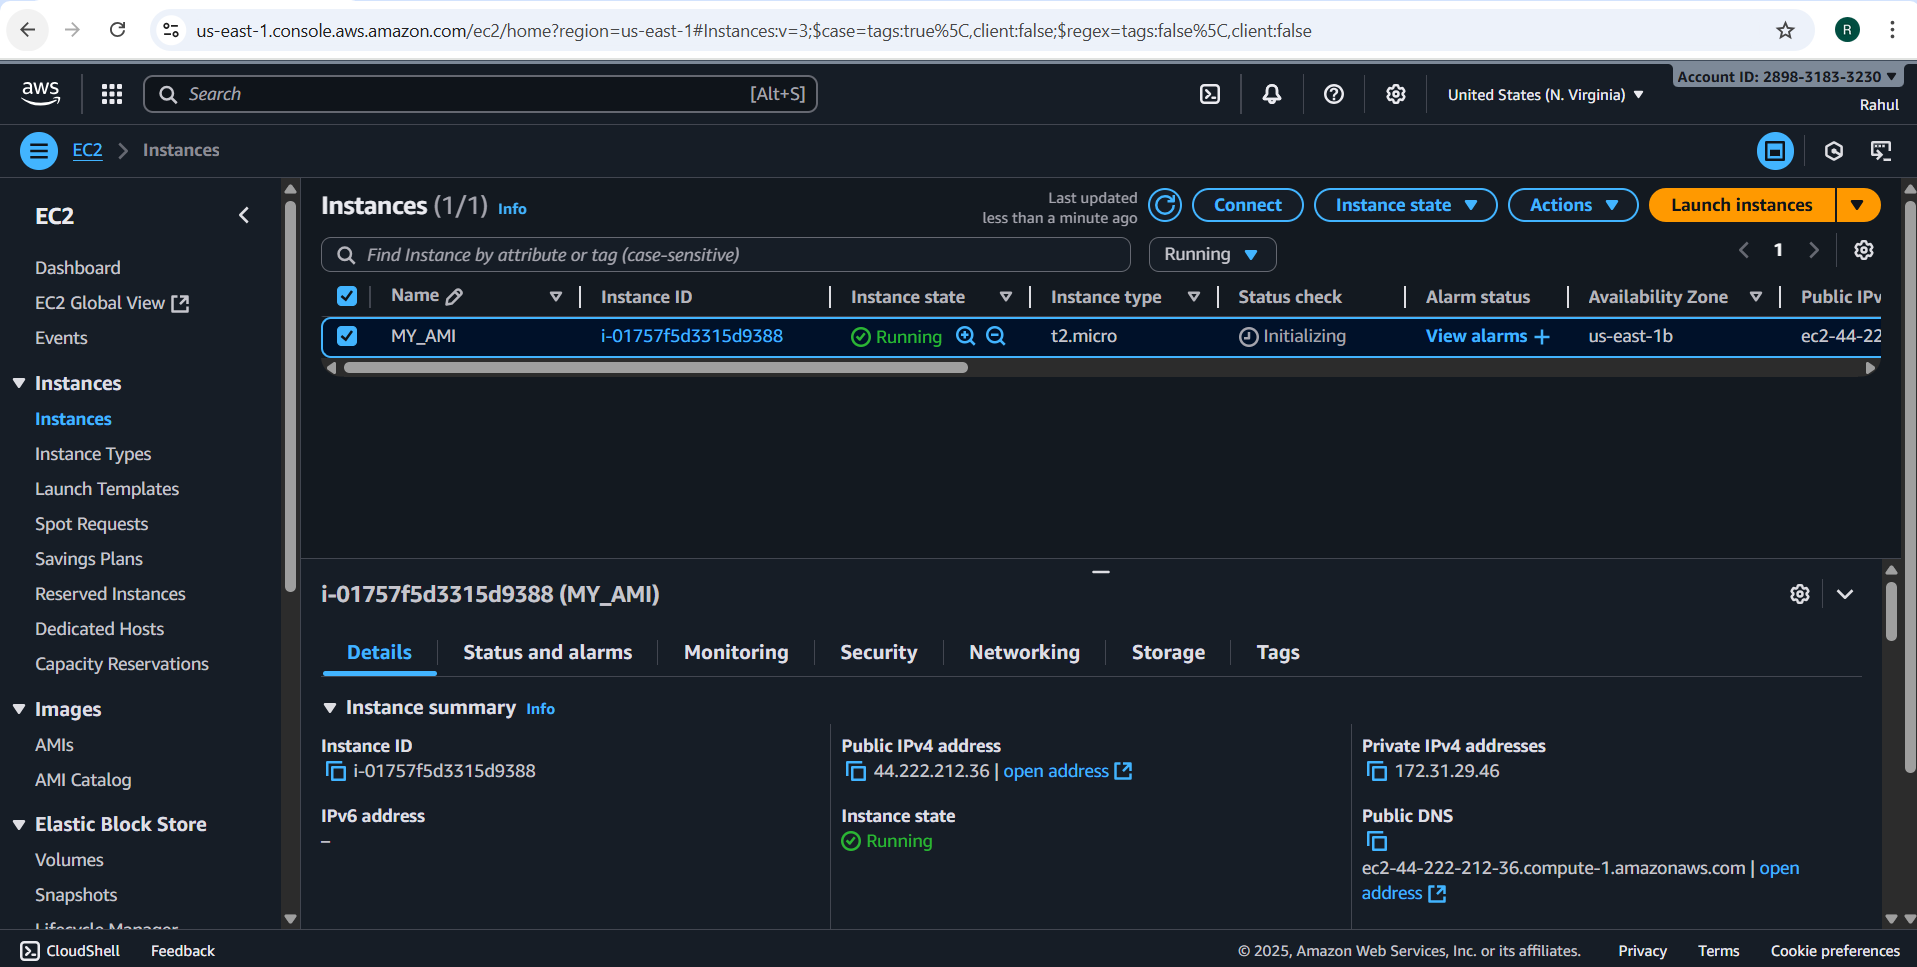 us-east-1.console.aws.amazon.com/ec2/home?region=us-east-1#Instances:v=3;$case=tags:true%5C,client:false;$regex=tags:false%5C,client:false
R
aws
Search
[Alt+S]
United States (N. Virginia)
Account ID: 2898-3183-3230
Rahul
EC2
Instances
EC2
Dashboard
EC2 Global View
Events
Instances
Instances
Instance Types
Launch Templates
Spot Requests
Savings Plans
Reserved Instances
Dedicated Hosts
Capacity Reservations
Images
AMIs
AMI Catalog
Elastic Block Store
Volumes
Snapshots
Lifecycle Manager
Instances (1/1) Info
Last updated
less than a minute ago
Connect
Instance state
Actions
Launch instances
Find Instance by attribute or tag (case-sensitive)
Running
1
Name Instance ID Instance state Instance type Status check Alarm status Availability Zone Public IPv
MY_AMI i-01757f5d3315d9388 Running t2.micro Initializing View alarms + us-east-1b ec2-44-22
i-01757f5d3315d9388 (MY_AMI)
Details Status and alarms Monitoring Security Networking Storage Tags
Instance summary Info
Instance ID
i-01757f5d3315d9388
Public IPv4 address
44.222.212.36 | open address
Private IPv4 addresses
172.31.29.46
IPv6 address
–
Instance state
Running
Public DNS
ec2-44-222-212-36.compute-1.amazonaws.com | open
address
CloudShell Feedback
© 2025, Amazon Web Services, Inc. or its affiliates. Privacy Terms Cookie preferences